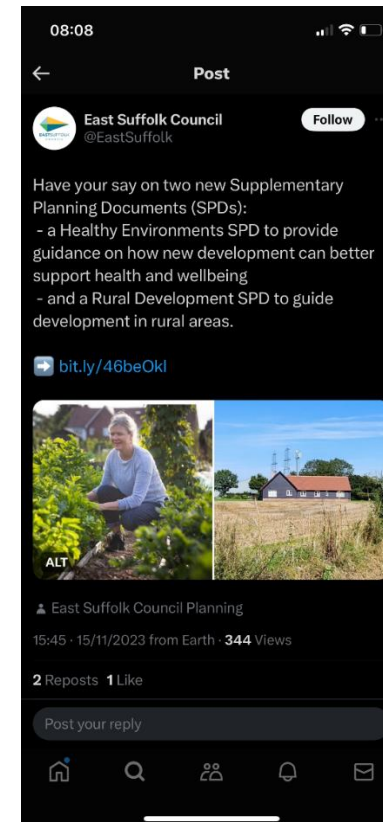 08:08
Post
EASTSUFFOLK
East Suffolk Council
Follow
@EastSuffolk
Have your say on two new Supplementary
Planning Documents (SPDs):
- a Healthy Environments SPD to provide
guidance on how new development can better
support health and wellbeing
- and a Rural Development SPD to guide
development in rural areas.
bit.ly/46beOkl
ALT
East Suffolk Council Planning
15:45 · 15/11/2023 from Earth · 344 Views
2 Reposts 1 Like
Post your reply